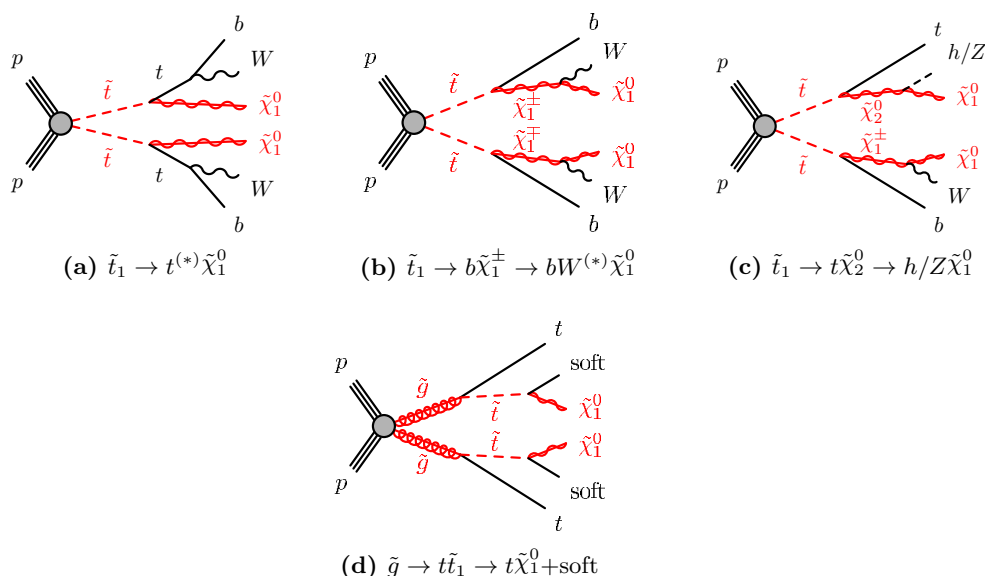 b
W
p
t̃
t
χ̃₁⁰
χ̃₁⁰
t̃
t
p
W
b
(a) t̃₁ → t⁽*⁾χ̃₁⁰
b
W
p
t̃
χ̃₁⁰
χ̃₁±
χ̃₁∓
t̃
χ̃₁⁰
p
W
b
(b) t̃₁ → bχ̃₁± → bW⁽*⁾χ̃₁⁰
t
h/Z
p
t̃
χ̃₁⁰
χ̃₂⁰
χ̃₁±
t̃
χ̃₁⁰
p
W
b
(c) t̃₁ → tχ̃₂⁰ → h/Zχ̃₁⁰
t
soft
p
g̃
χ̃₁⁰
t̃
t̃
χ̃₁⁰
g̃
p
soft
t
(d) g̃ → tt̃₁ → tχ̃₁⁰+soft